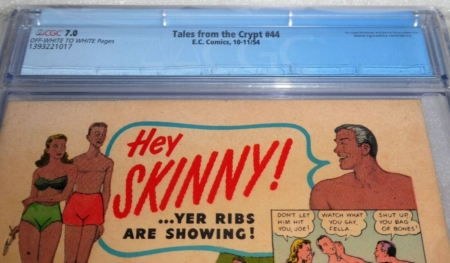 CGC 7.0
OFF-WHITE TO WHITE Pages
1393221017
Tales from the Crypt #44
E.C. Comics, 10-11/54
Hey
SKINNY!
...YER RIBS
ARE SHOWING!
DON'T LET
HIM HIT
YOU, JOE!
WATCH WHAT
YOU SAY,
FELLA.
SHUT UP,
YOU BAG
OF BONES!